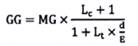 GG = MG × (L_c + 1) / (1 + L_t × d/E)